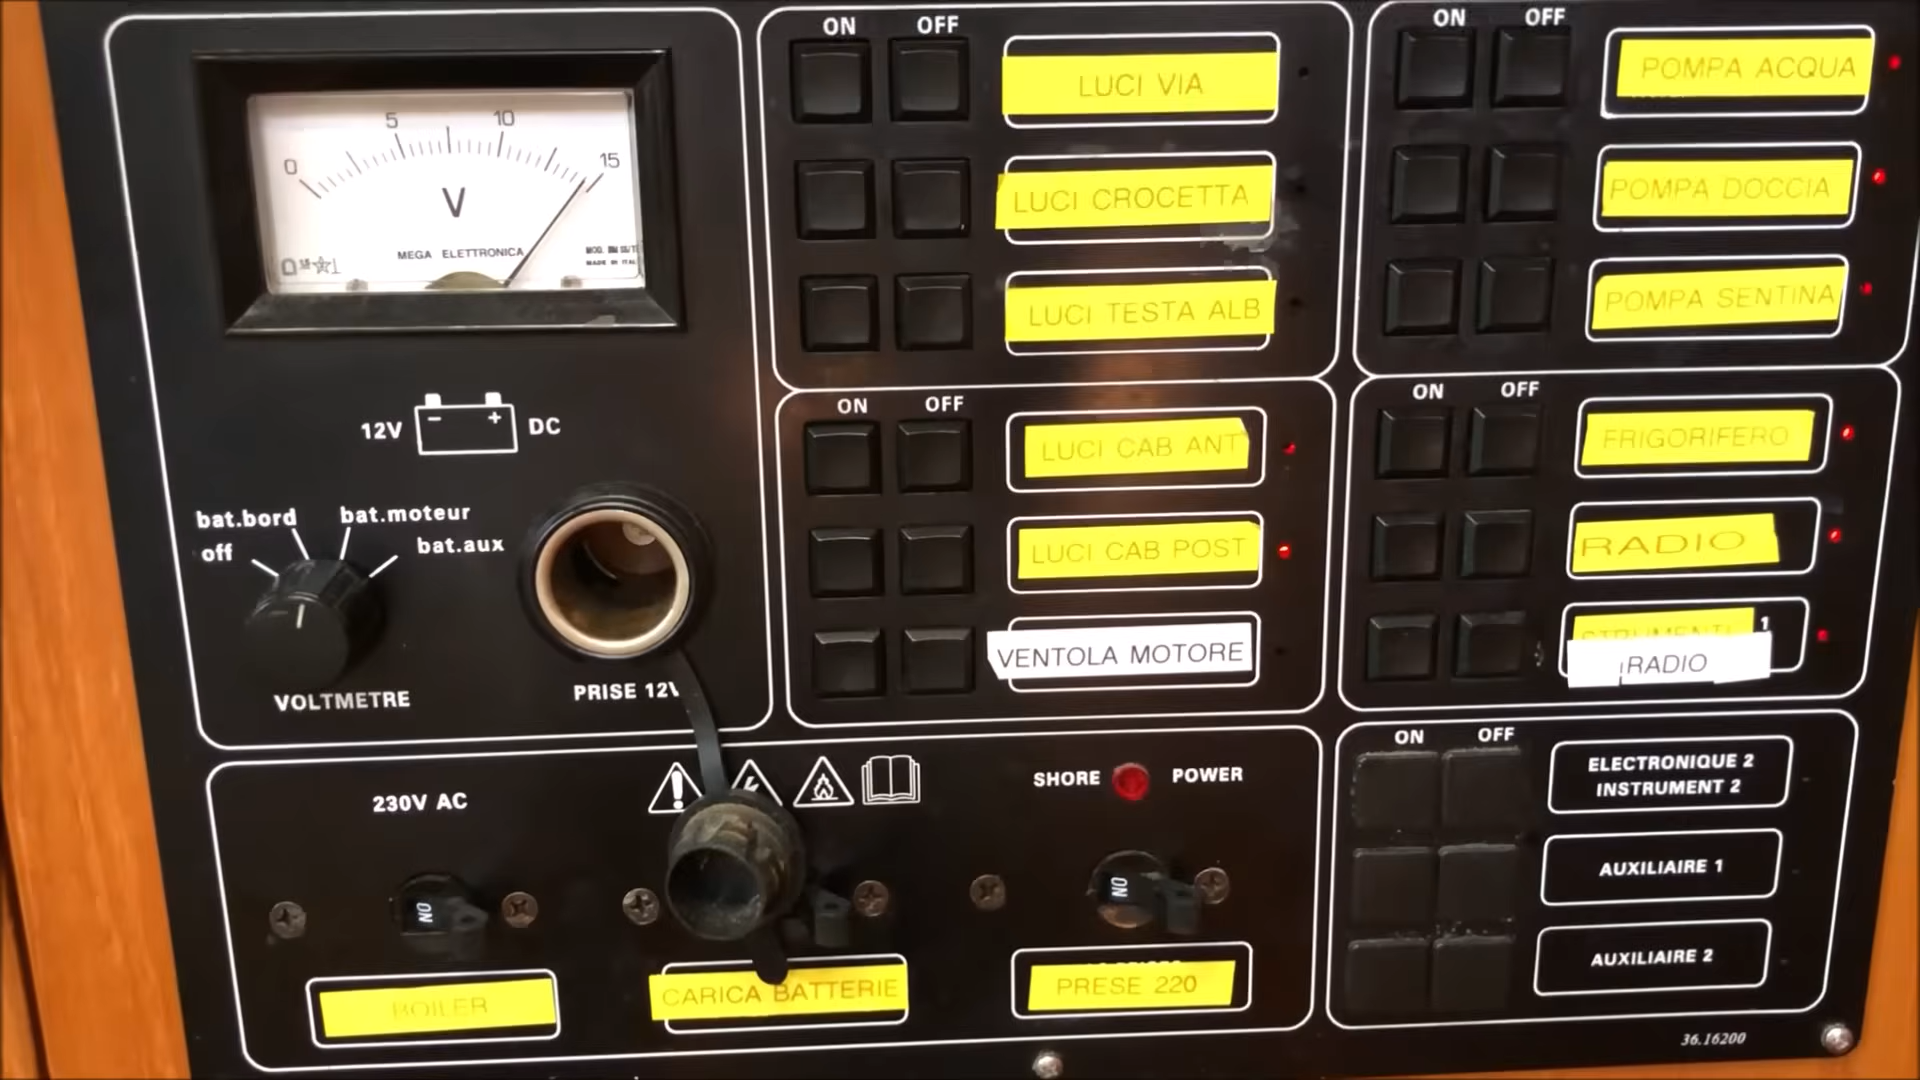 0 5 10 15
V
MEGA ELETTRONICA
MADE IN ITAL
12V - + DC
bat.bord bat.moteur
off bat.aux
VOLTMETRE
PRISE 12V
ON OFF
LUCI VIA
LUCI CROCETTA
LUCI TESTA ALB
ON OFF
POMPA ACQUA
POMPA DOCCIA
POMPA SENTINA
ON OFF
LUCI CAB ANT
LUCI CAB POST
VENTOLA MOTORE
ON OFF
FRIGORIFERO
RADIO
STRUMENTI 1
RADIO
230V AC
SHORE POWER
ON
ON
BOILER
CARICA BATTERIE
PRESE 220
ON OFF
ELECTRONIQUE 2
INSTRUMENT 2
AUXILIAIRE 1
AUXILIAIRE 2
36.16200